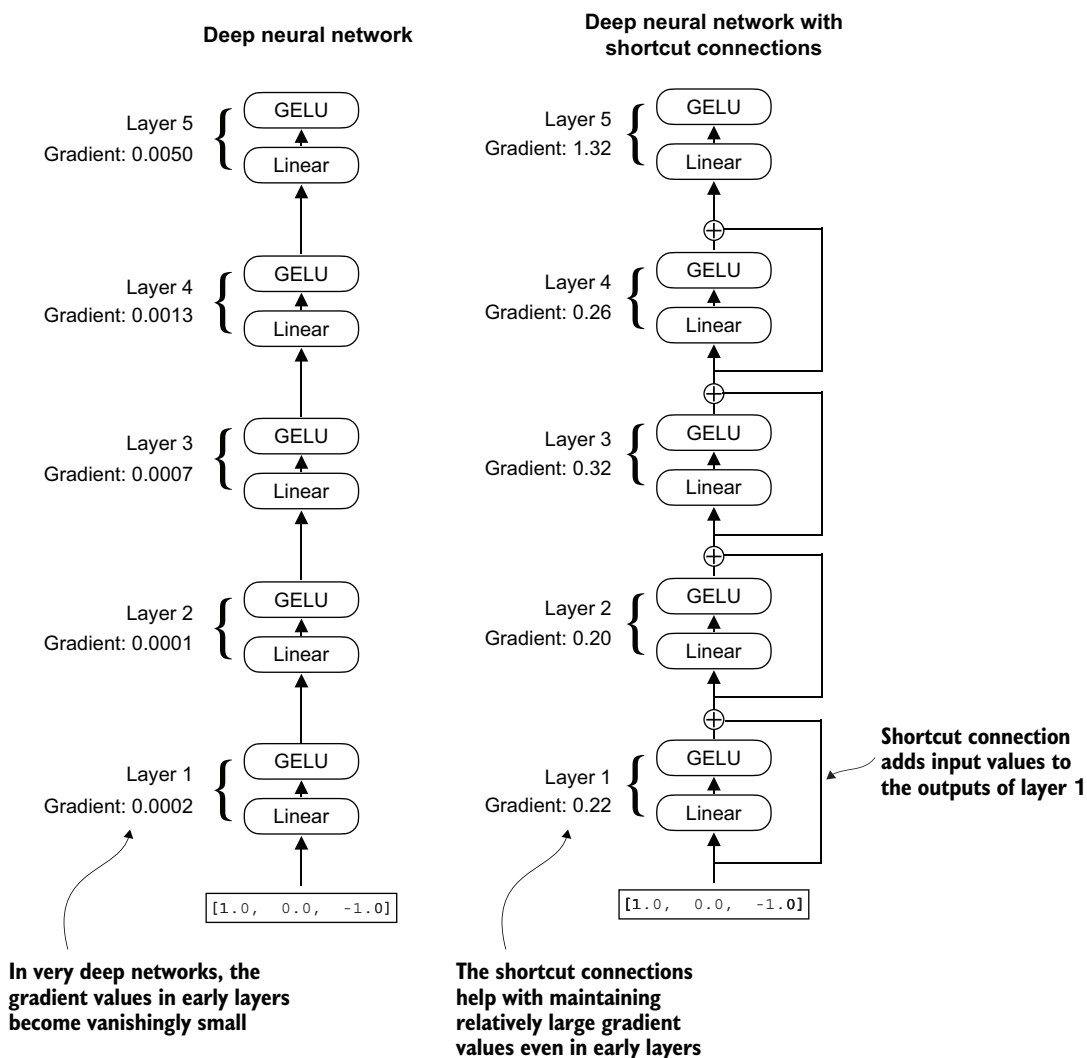 Deep neural network
GELU
Layer 5
Gradient: 0.0050
Linear
GELU
Layer 4
Gradient: 0.0013
Linear
GELU
Layer 3
Gradient: 0.0007
Linear
GELU
Layer 2
Gradient: 0.0001
Linear
GELU
Layer 1
Gradient: 0.0002
Linear
[1.0, 0.0, -1.0]
In very deep networks, the
gradient values in early layers
become vanishingly small
Deep neural network with
shortcut connections
GELU
Layer 5
Gradient: 1.32
Linear
+
GELU
Layer 4
Gradient: 0.26
Linear
+
GELU
Layer 3
Gradient: 0.32
Linear
+
GELU
Layer 2
Gradient: 0.20
Linear
+
GELU
Layer 1
Gradient: 0.22
Linear
[1.0, 0.0, -1.0]
Shortcut connection
adds input values to
the outputs of layer 1
The shortcut connections
help with maintaining
relatively large gradient
values even in early layers